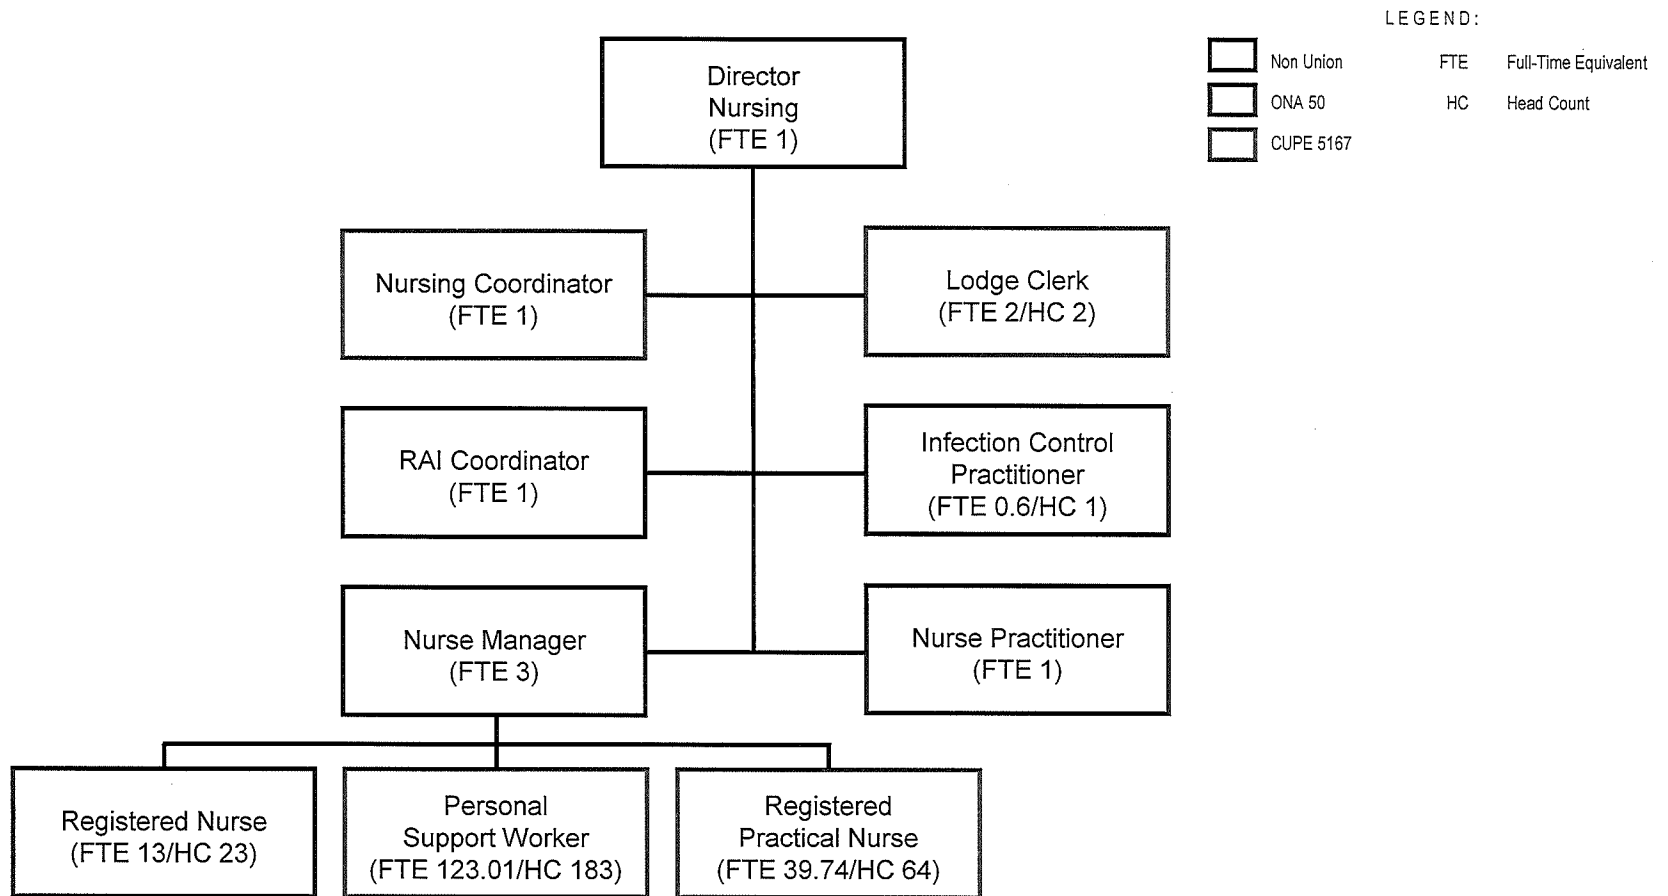 LEGEND:
Non Union FTE Full-Time Equivalent
ONA 50 HC Head Count
CUPE 5167
Director
Nursing
(FTE 1)
Nursing Coordinator
(FTE 1)
Lodge Clerk
(FTE 2/HC 2)
RAI Coordinator
(FTE 1)
Infection Control
Practitioner
(FTE 0.6/HC 1)
Nurse Manager
(FTE 3)
Nurse Practitioner
(FTE 1)
Registered Nurse
(FTE 13/HC 23)
Personal
Support Worker
(FTE 123.01/HC 183)
Registered
Practical Nurse
(FTE 39.74/HC 64)